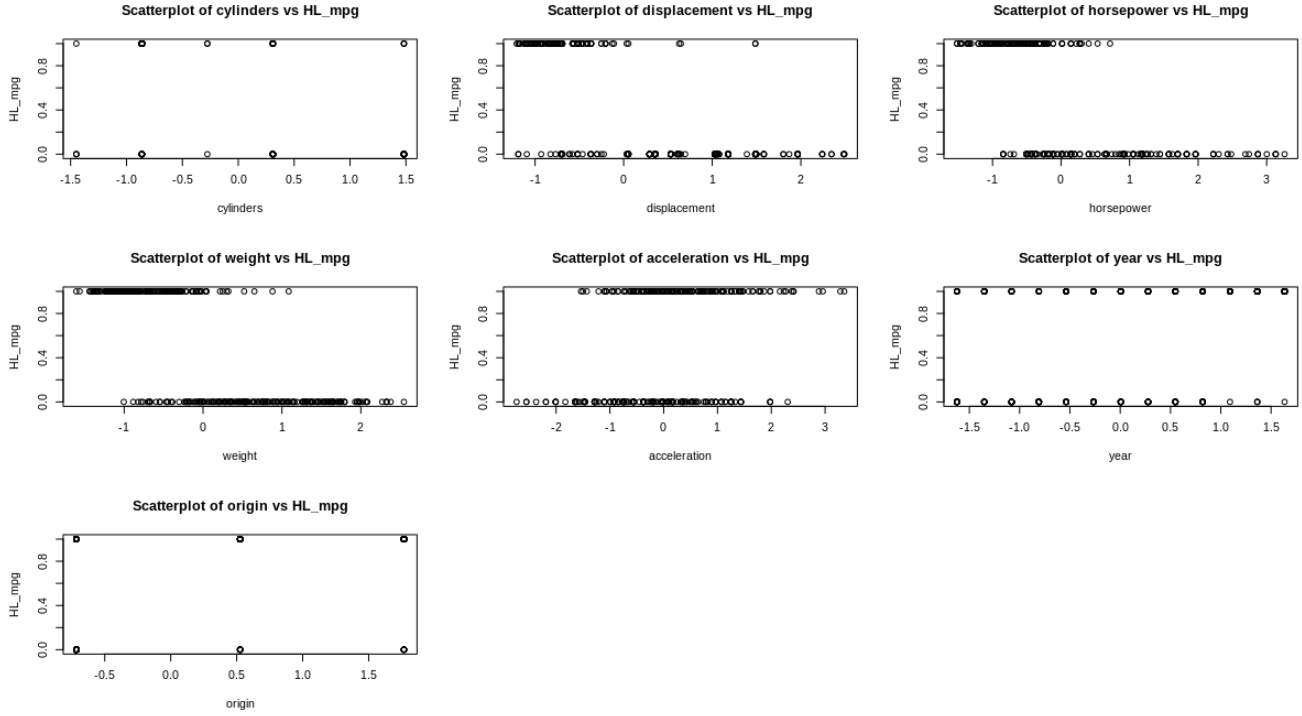 Scatterplot of cylinders vs HL_mpg
HL_mpg
0.0 0.4 0.8
-1.5 -1.0 -0.5 0.0 0.5 1.0 1.5
cylinders
Scatterplot of displacement vs HL_mpg
HL_mpg
0.0 0.4 0.8
-1 0 1 2
displacement
Scatterplot of horsepower vs HL_mpg
HL_mpg
0.0 0.4 0.8
-1 0 1 2 3
horsepower
Scatterplot of weight vs HL_mpg
HL_mpg
0.0 0.4 0.8
-1 0 1 2
weight
Scatterplot of acceleration vs HL_mpg
HL_mpg
0.0 0.4 0.8
-2 -1 0 1 2 3
acceleration
Scatterplot of year vs HL_mpg
HL_mpg
0.0 0.4 0.8
-1.5 -1.0 -0.5 0.0 0.5 1.0 1.5
year
Scatterplot of origin vs HL_mpg
HL_mpg
0.0 0.4 0.8
-0.5 0.0 0.5 1.0 1.5
origin